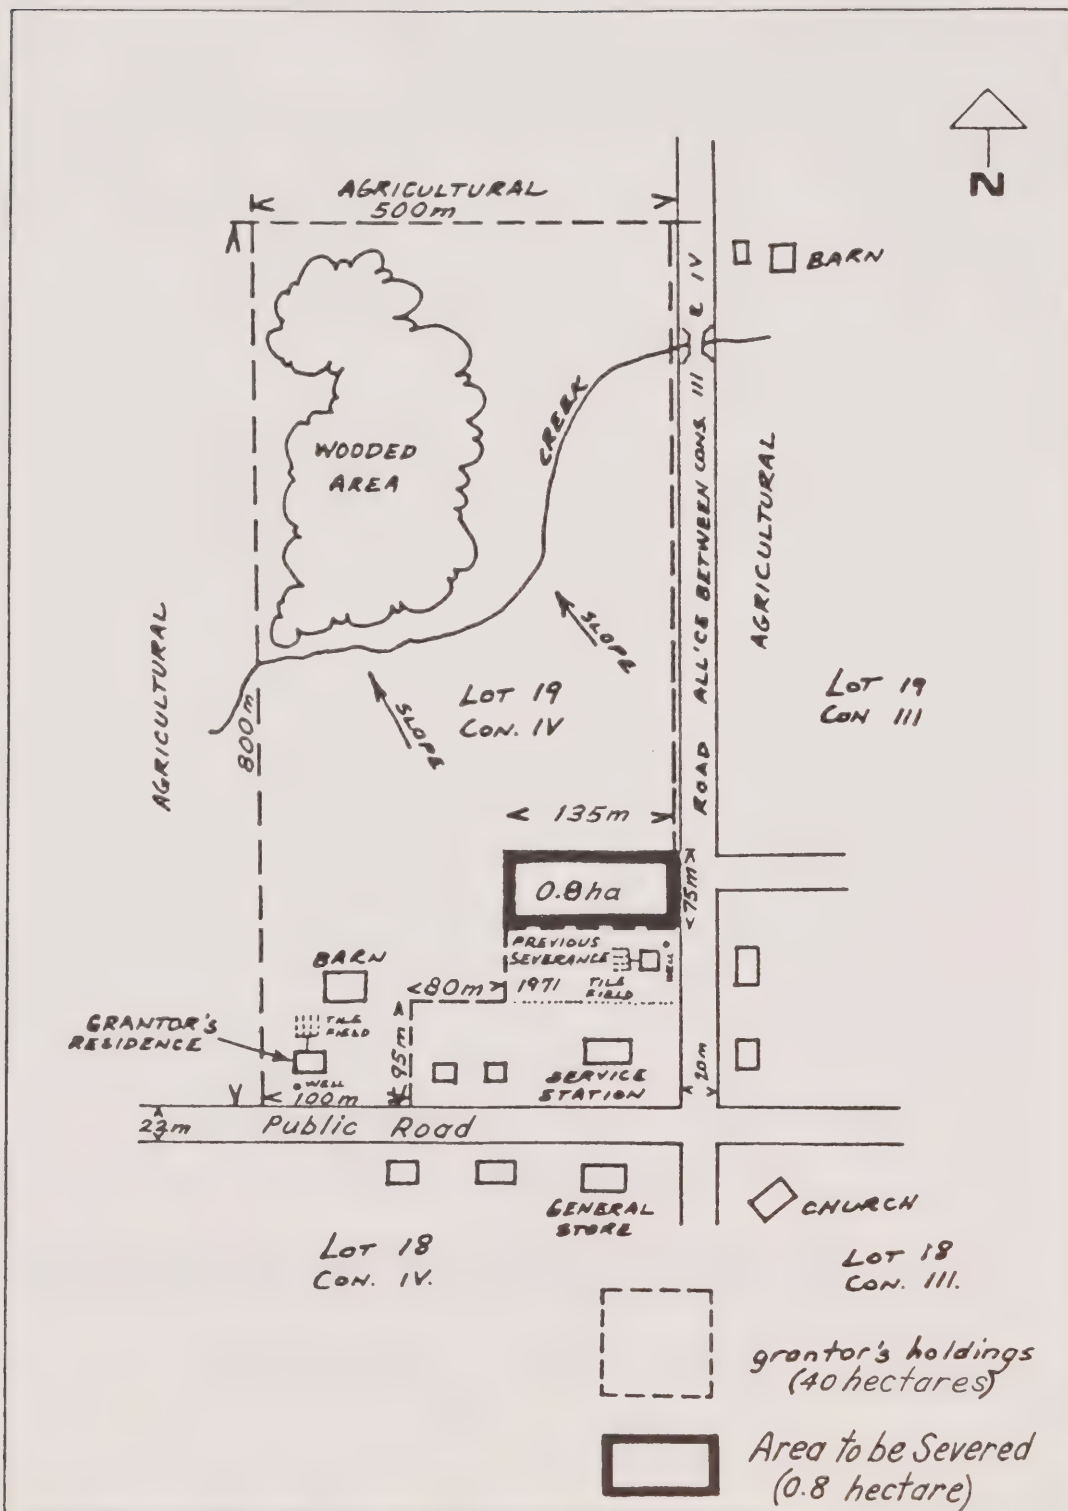 N
AGRICULTURAL
500m
BARN
ROAD ALL'CE BETWEEN CONS. III & IV
CREEK
WOODED
AREA
AGRICULTURAL
SLOPE
AGRICULTURAL
800m
SLOPE
LOT 19
CON. IV
LOT 19
CON III
135m
0.8 ha
75m
PREVIOUS
SEVERANCE
1971
TILE
FIELD
WELL
BARN
80m
95m
GRANTOR'S
RESIDENCE
TILE
FIELD
WELL
100m
SERVICE
STATION
20m
23m
Public Road
GENERAL
STORE
CHURCH
LOT 18
CON. IV.
LOT 18
CON. III.
grantor's holdings
(40 hectares)
Area to be Severed
(0.8 hectare)